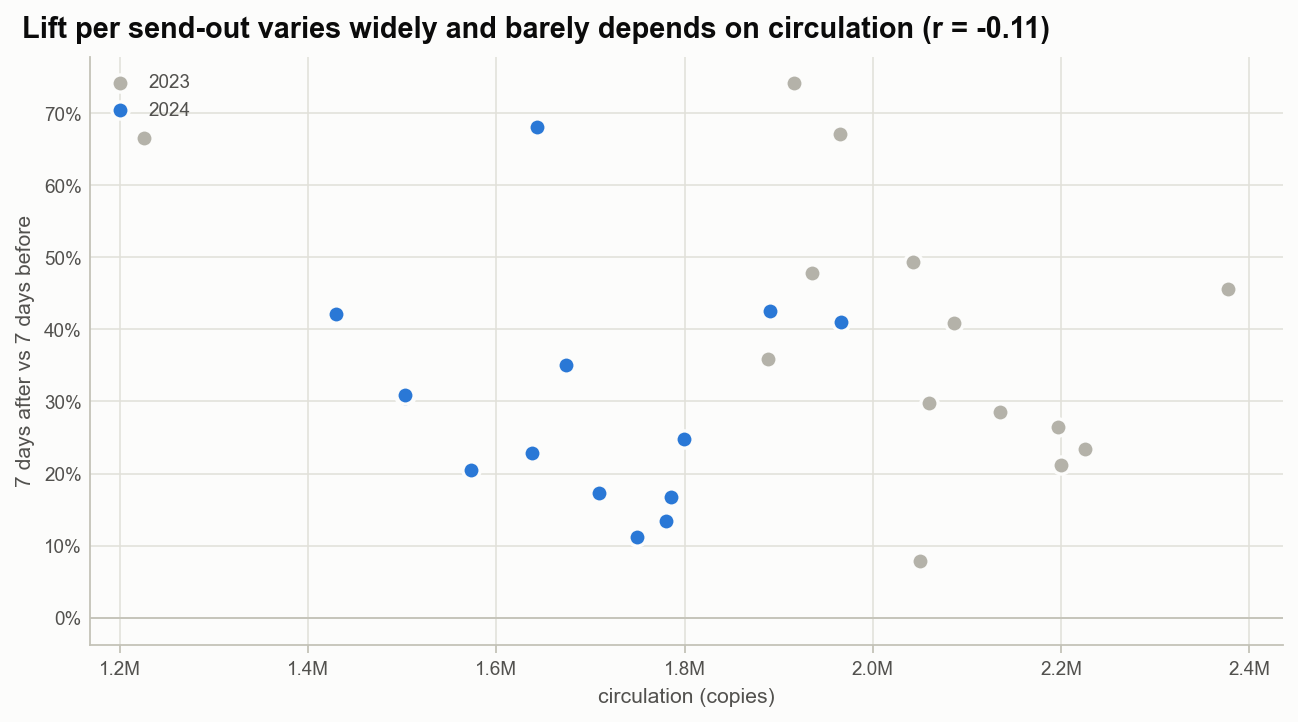 Lift per send-out varies widely and barely depends on circulation (r = -0.11)
2023
2024
7 days after vs 7 days before
70%
60%
50%
40%
30%
20%
10%
0%
1.2M
1.4M
1.6M
1.8M
2.0M
2.2M
2.4M
circulation (copies)